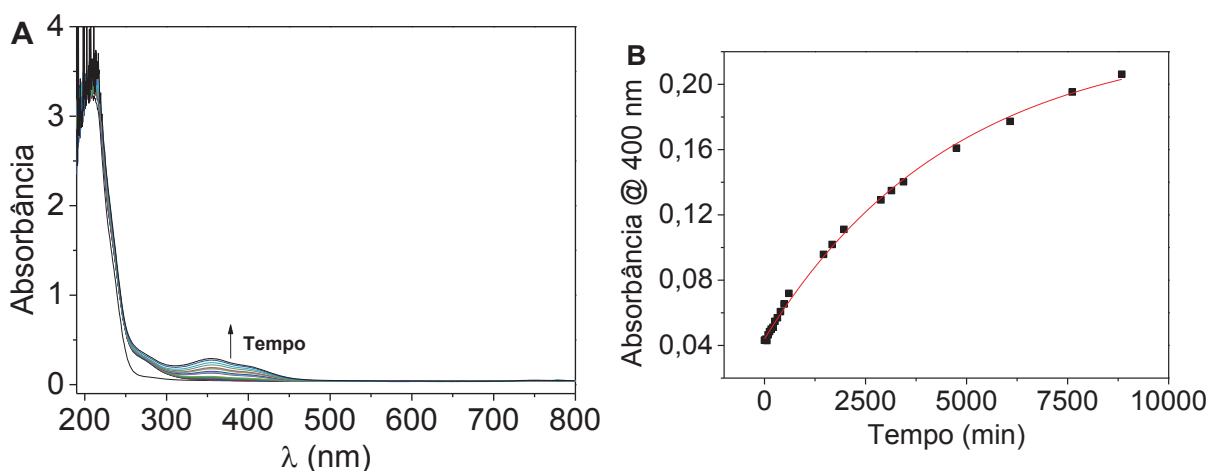 A
Absorbância
4
3
2
1
0
Tempo
200 300 400 500 600 700 800
λ (nm)
B
Absorbância @ 400 nm
0,20
0,16
0,12
0,08
0,04
0 2500 5000 7500 10000
Tempo (min)